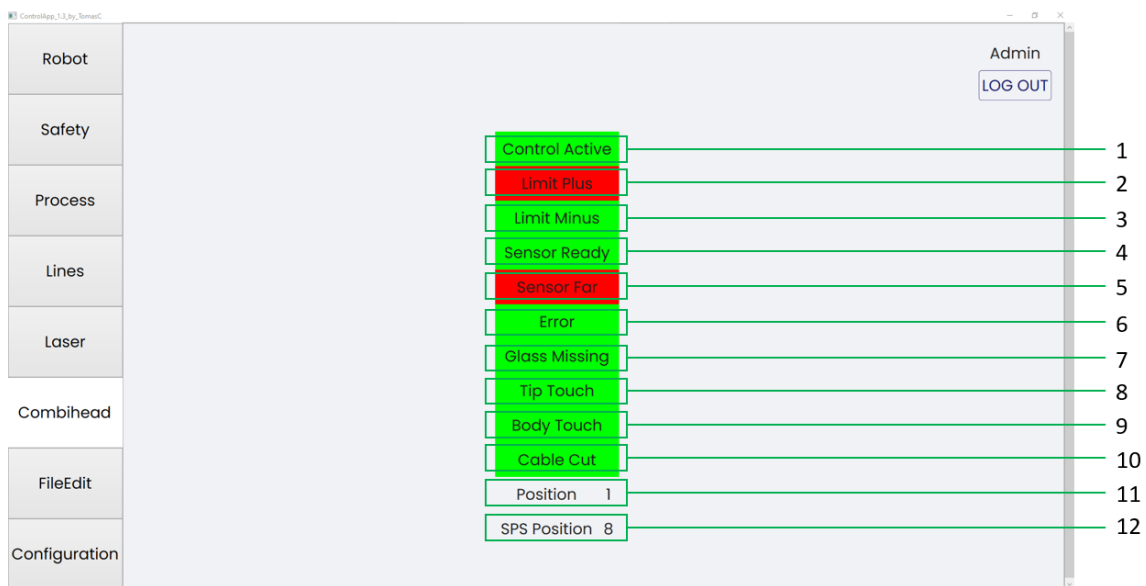 ControlApp_1.3_by_TomasC
Robot
Safety
Process
Lines
Laser
Combihead
FileEdit
Configuration
Admin
LOG OUT
Control Active 1
Limit Plus 2
Limit Minus 3
Sensor Ready 4
Sensor Far 5
Error 6
Glass Missing 7
Tip Touch 8
Body Touch 9
Cable Cut 10
Position 1 11
SPS Position 8 12